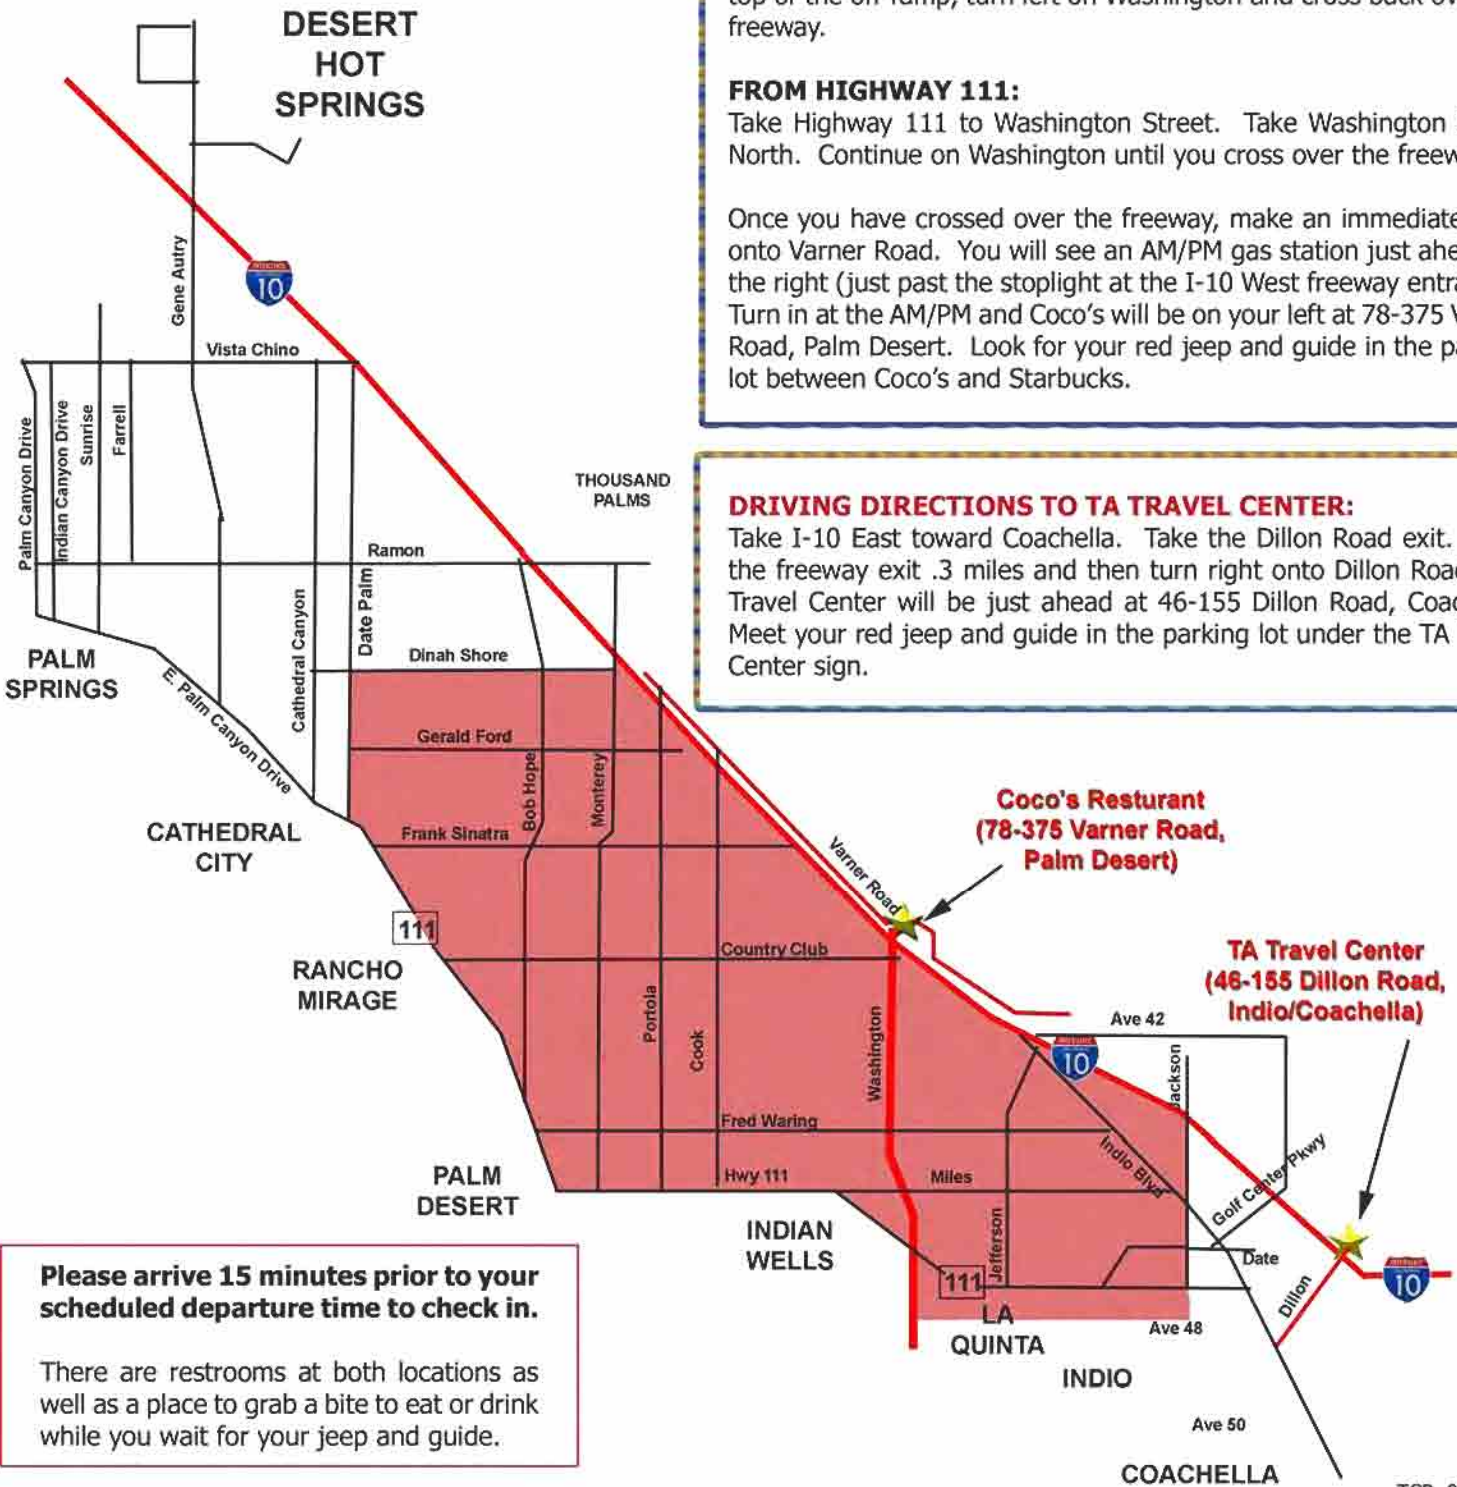 top of the off ramp, turn left on Washington and cross back
freeway.
FROM HIGHWAY 111:
Take Highway 111 to Washington Street. Take Washington
North. Continue on Washington until you cross over the
Once you have crossed over the freeway, make an immediate
onto Varner Road. You will see an AM/PM gas station just
the right (just past the stoplight at the I-10 West freeway
Turn in at the AM/PM and Coco's will be on your left at 78-375
Road, Palm Desert. Look for your red jeep and guide in the
lot between Coco's and Starbucks.
DRIVING DIRECTIONS TO TA TRAVEL CENTER:
Take I-10 East toward Coachella. Take the Dillon Road exit.
the freeway exit .3 miles and then turn right onto Dillon
Travel Center will be just ahead at 46-155 Dillon Road,
Meet your red jeep and guide in the parking lot under the TA
Center sign.
DESERT
HOT
SPRINGS
Gene Autry
10
Vista Chino
Palm Canyon Drive
Indian Canyon Drive
Sunrise
Farrell
THOUSAND
PALMS
Ramon
Date Palm
Cathedral Canyon
Dinah Shore
PALM
SPRINGS
E. Palm Canyon Drive
Gerald Ford
Bob Hope
Monterey
Frank Sinatra
CATHEDRAL
CITY
Coco's Resturant
(78-375 Varner Road,
Palm Desert)
Varner Road
111
RANCHO
MIRAGE
Country Club
TA Travel Center
(46-155 Dillon Road,
Indio/Coachella)
Portola
Cook
Washington
Ave 42
INTERSTATE
10
Jackson
Fred Waring
Hwy 111
Miles
Indio Blvd
Golf Center Pkwy
PALM
DESERT
INDIAN
WELLS
Jefferson
111
Date
Dillon
10
LA
QUINTA
Ave 48
INDIO
Ave 50
COACHELLA
Please arrive 15 minutes prior to your
scheduled departure time to check in.
There are restrooms at both locations as
well as a place to grab a bite to eat or drink
while you wait for your jeep and guide.